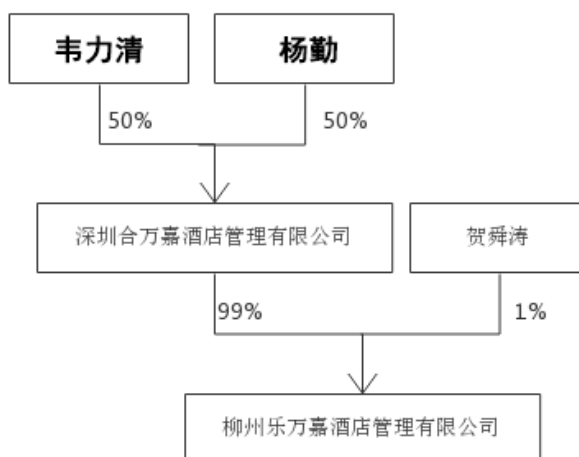 韦力清
杨勤
50%
50%
深圳合万嘉酒店管理有限公司
贺舜涛
99%
1%
柳州乐万嘉酒店管理有限公司